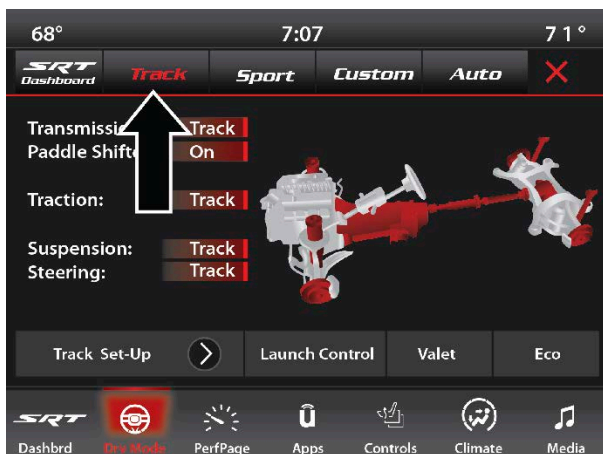 68° 7:07 71°
SRT Dashboard Track Sport Custom Auto
Track
Paddle On
Traction: Track
Suspension: Track
Steering: Track
Track Set-Up Launch Control Valet Eco
SRT
Dashbrd Drv Mode PerfPage Apps Controls Climate Media